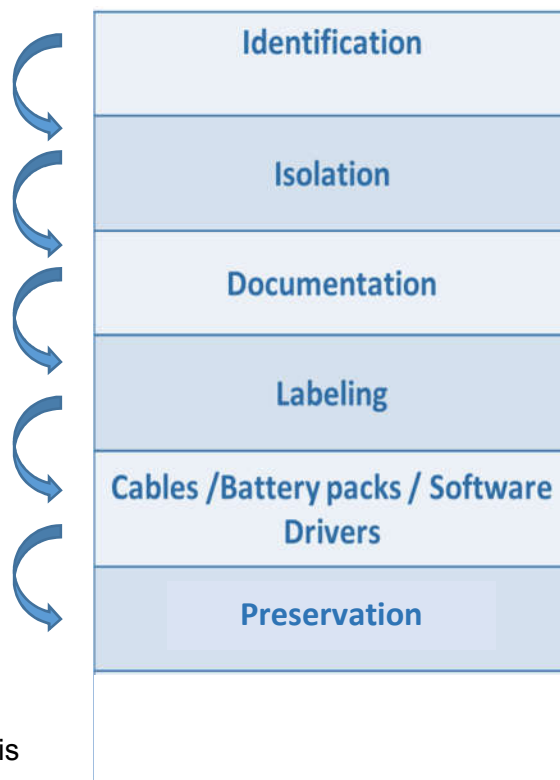 Identification
Isolation
Documentation
Labeling
Cables /Battery packs / Software
Drivers
Preservation
is